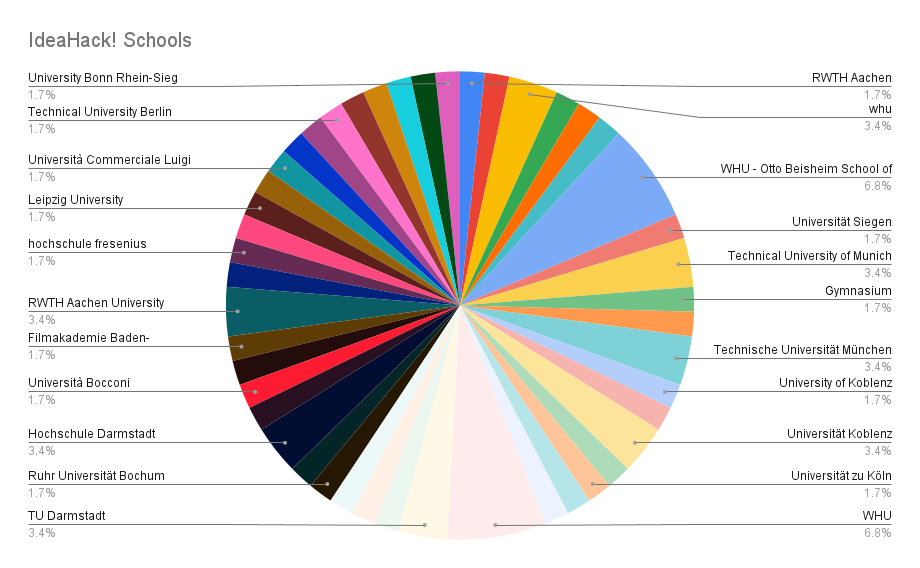 IdeaHack! Schools
University Bonn Rhein-Sieg
1.7%
Technical University Berlin
1.7%
Università Commerciale Luigi
1.7%
Leipzig University
1.7%
hochschule fresenius
1.7%
RWTH Aachen University
3.4%
Filmakademie Baden-
1.7%
Università Bocconi
1.7%
Hochschule Darmstadt
3.4%
Ruhr Universität Bochum
1.7%
TU Darmstadt
3.4%
RWTH Aachen
1.7%
whu
3.4%
WHU - Otto Beisheim School of
6.8%
Universität Siegen
1.7%
Technical University of Munich
3.4%
Gymnasium
1.7%
Technische Universität München
3.4%
University of Koblenz
1.7%
Universität Koblenz
3.4%
Universität zu Köln
1.7%
WHU
6.8%